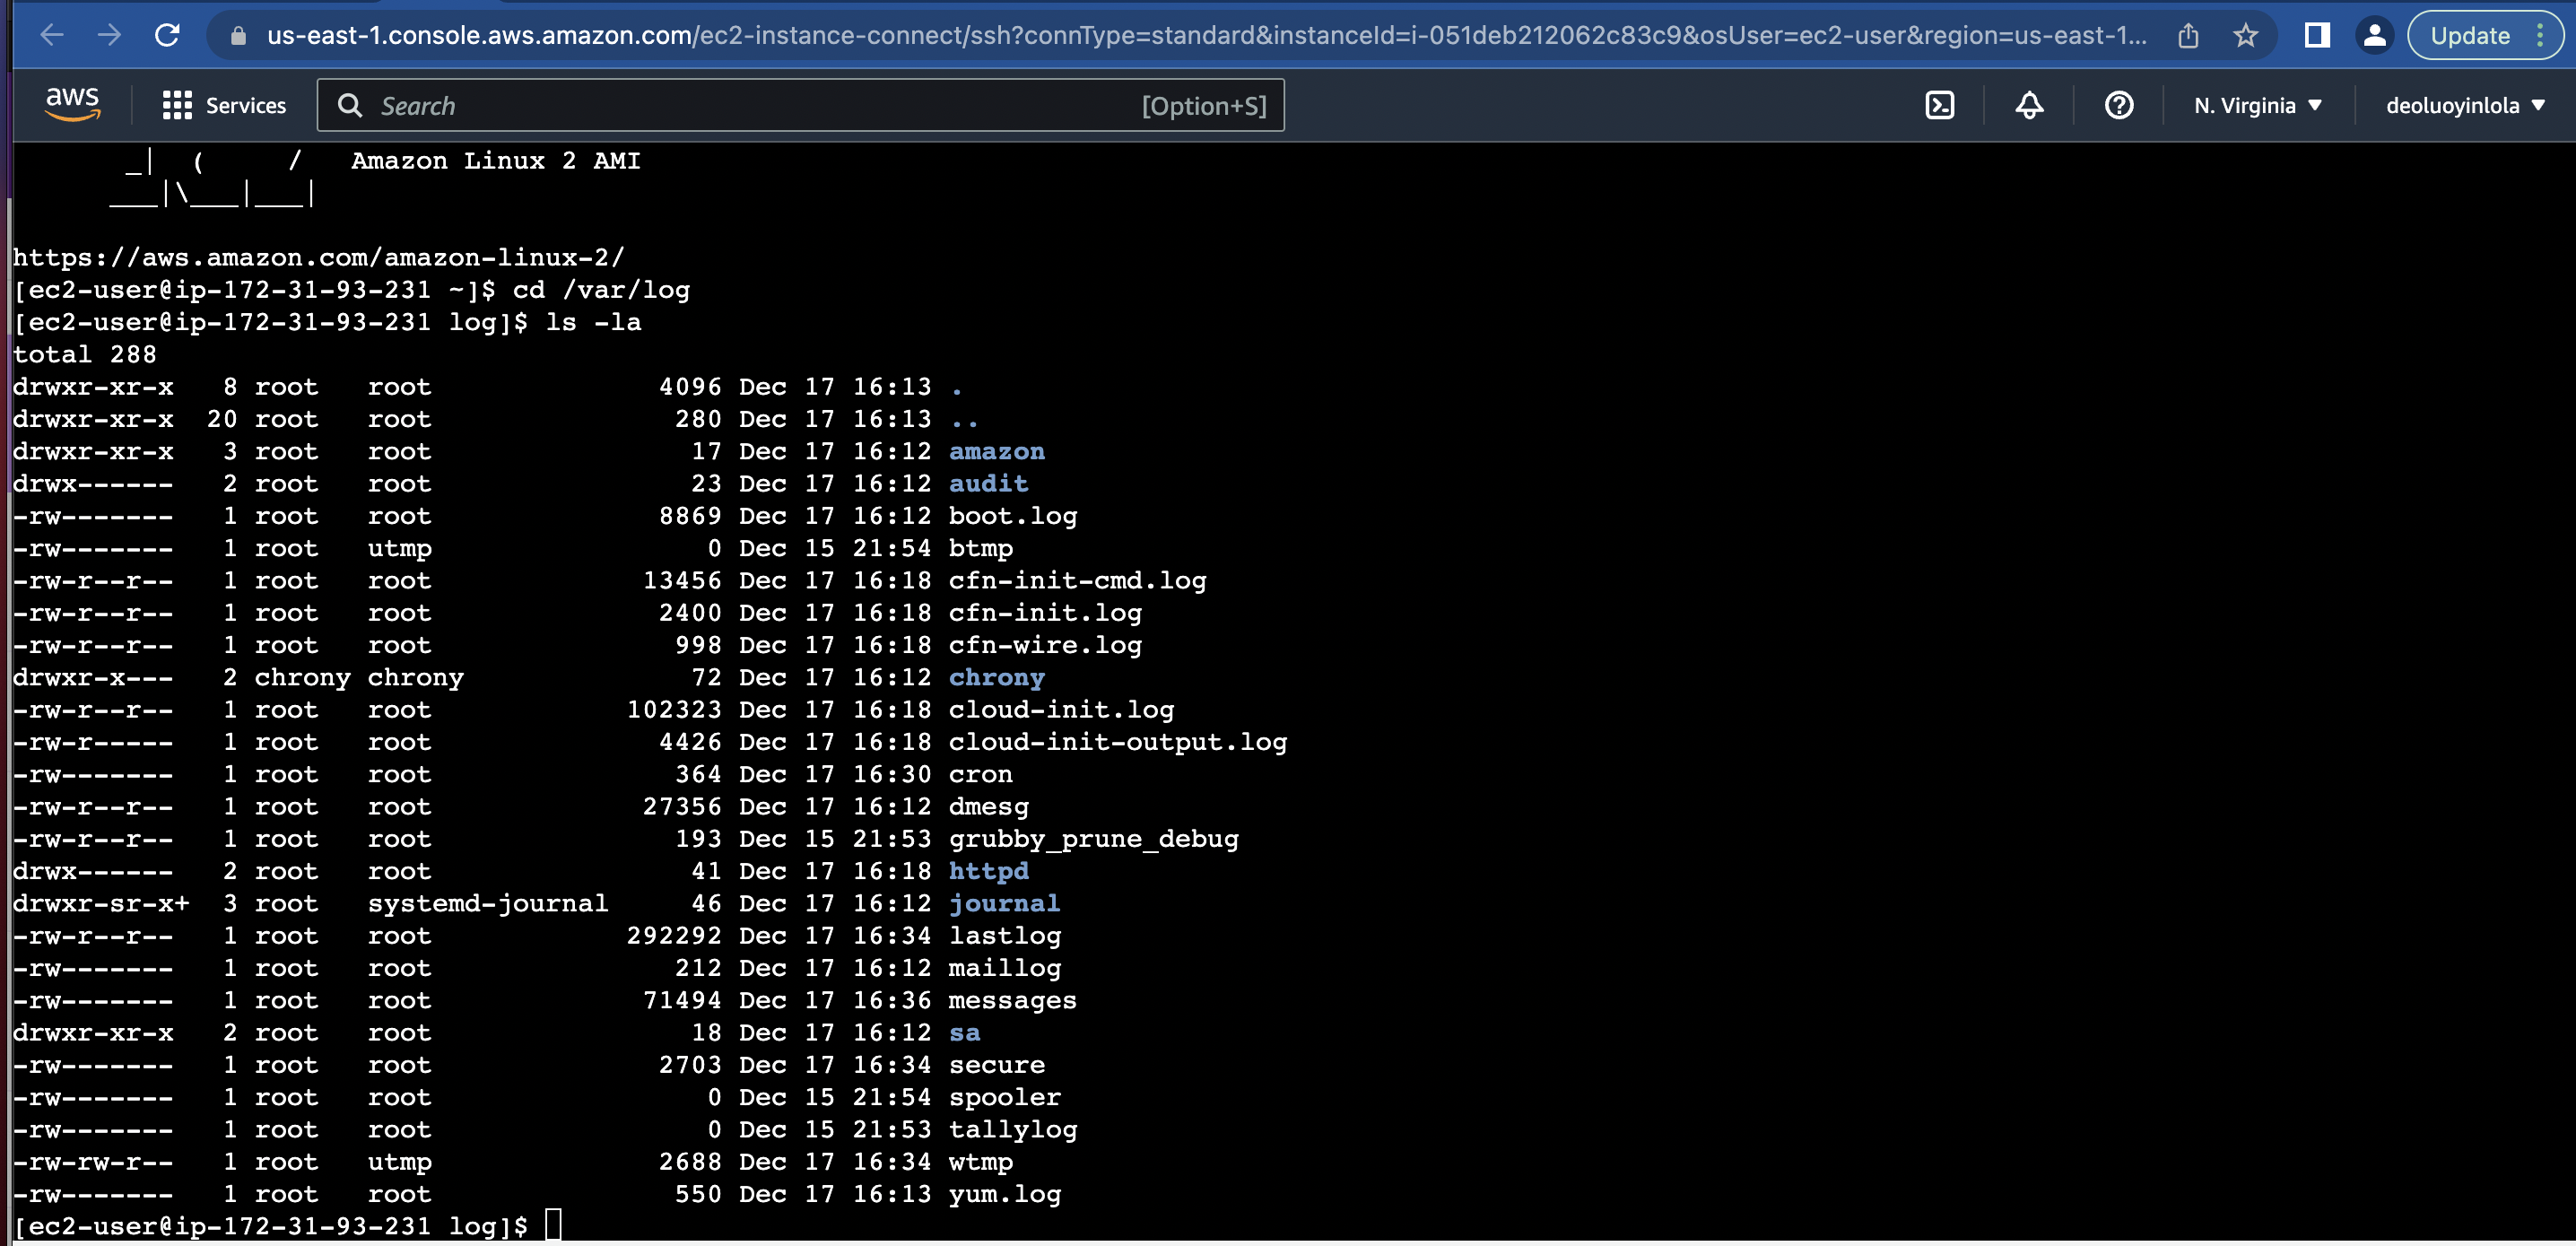 us-east-1.console.aws.amazon.com/ec2-instance-connect/ssh?connType=standard&instanceId=i-051deb212062c83c9&osUser=ec2-user&region=us-east-1... Update
aws Services Search [Option+S] N. Virginia deoluoyinlola
_|  (     /   Amazon Linux 2 AMI
___|\___|___|
https://aws.amazon.com/amazon-linux-2/
[ec2-user@ip-172-31-93-231 ~]$ cd /var/log
[ec2-user@ip-172-31-93-231 log]$ ls -la
total 288
drwxr-xr-x   8 root   root              4096 Dec 17 16:13 .
drwxr-xr-x  20 root   root               280 Dec 17 16:13 ..
drwxr-xr-x   3 root   root                17 Dec 17 16:12 amazon
drwx------   2 root   root                23 Dec 17 16:12 audit
-rw-------   1 root   root              8869 Dec 17 16:12 boot.log
-rw-------   1 root   utmp                 0 Dec 15 21:54 btmp
-rw-r--r--   1 root   root             13456 Dec 17 16:18 cfn-init-cmd.log
-rw-r--r--   1 root   root              2400 Dec 17 16:18 cfn-init.log
-rw-r--r--   1 root   root               998 Dec 17 16:18 cfn-wire.log
drwxr-x---   2 chrony chrony              72 Dec 17 16:12 chrony
-rw-r--r--   1 root   root            102323 Dec 17 16:18 cloud-init.log
-rw-r-----   1 root   root              4426 Dec 17 16:18 cloud-init-output.log
-rw-------   1 root   root               364 Dec 17 16:30 cron
-rw-r--r--   1 root   root             27356 Dec 17 16:12 dmesg
-rw-r--r--   1 root   root               193 Dec 15 21:53 grubby_prune_debug
drwx------   2 root   root                41 Dec 17 16:18 httpd
drwxr-sr-x+  3 root   systemd-journal     46 Dec 17 16:12 journal
-rw-r--r--   1 root   root            292292 Dec 17 16:34 lastlog
-rw-------   1 root   root               212 Dec 17 16:12 maillog
-rw-------   1 root   root             71494 Dec 17 16:36 messages
drwxr-xr-x   2 root   root                18 Dec 17 16:12 sa
-rw-------   1 root   root              2703 Dec 17 16:34 secure
-rw-------   1 root   root                 0 Dec 15 21:54 spooler
-rw-------   1 root   root                 0 Dec 15 21:53 tallylog
-rw-rw-r--   1 root   utmp              2688 Dec 17 16:34 wtmp
-rw-------   1 root   root               550 Dec 17 16:13 yum.log
[ec2-user@ip-172-31-93-231 log]$